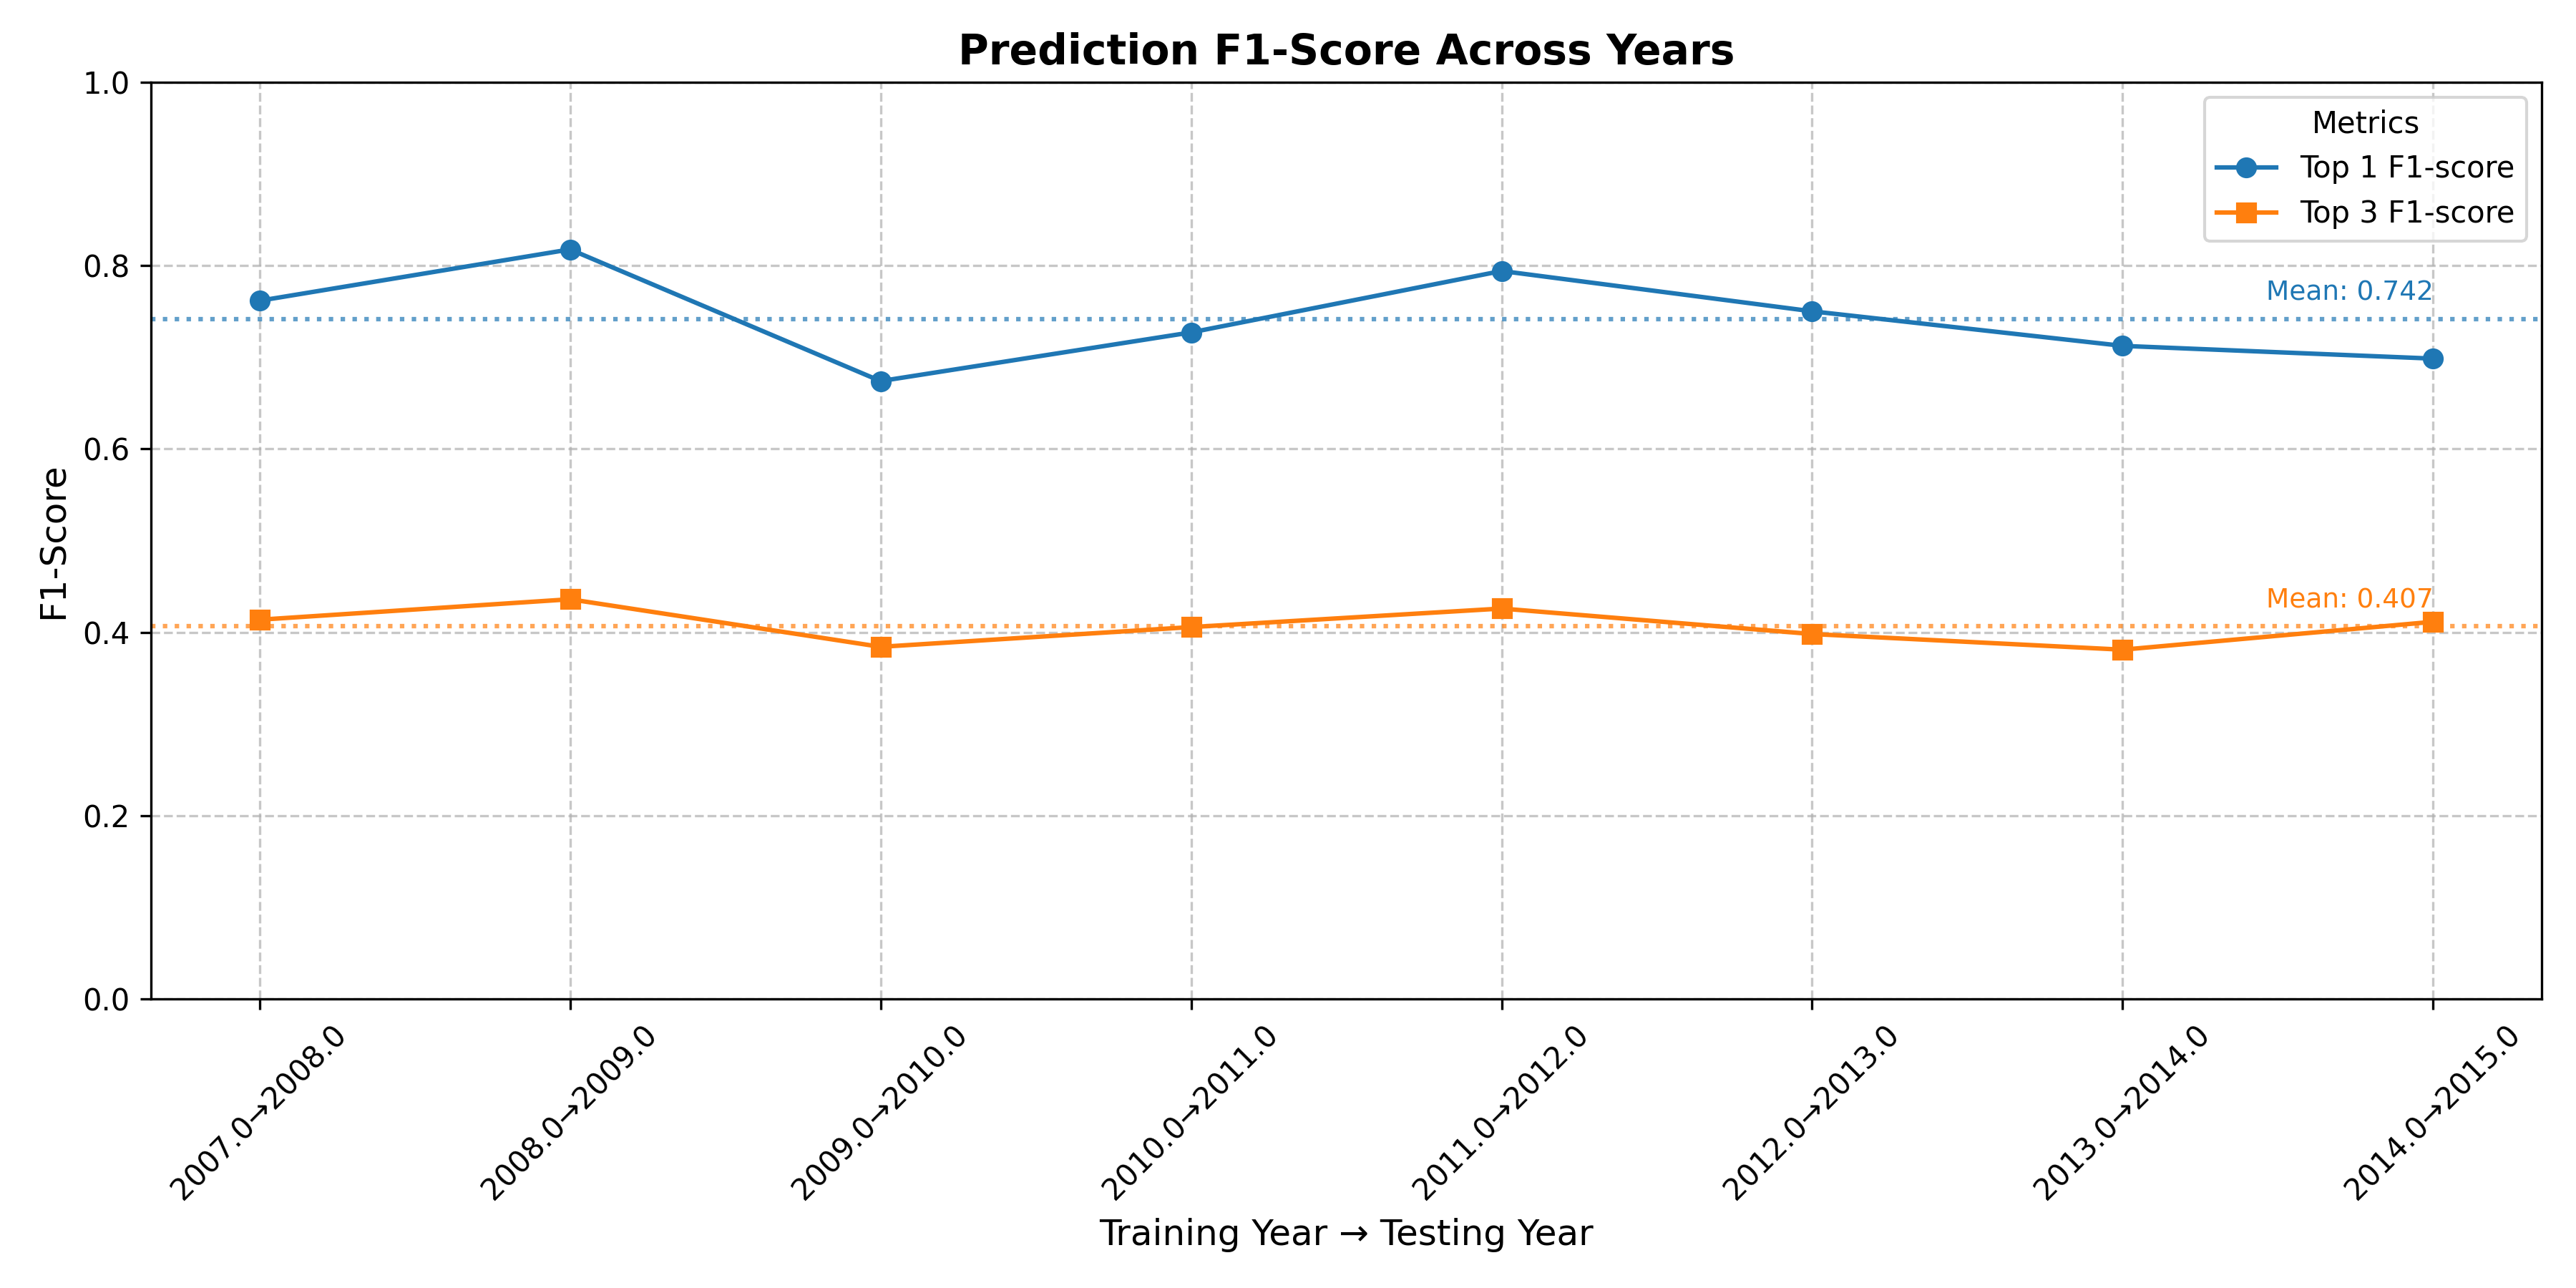 Prediction F1-Score Across Years
1.0
0.8
0.6
0.4
0.2
0.0
F1-Score
Metrics
Top 1 F1-score
Top 3 F1-score
Mean: 0.742
Mean: 0.407
2007.0→2008.0
2008.0→2009.0
2009.0→2010.0
2010.0→2011.0
2011.0→2012.0
2012.0→2013.0
2013.0→2014.0
2014.0→2015.0
Training Year → Testing Year